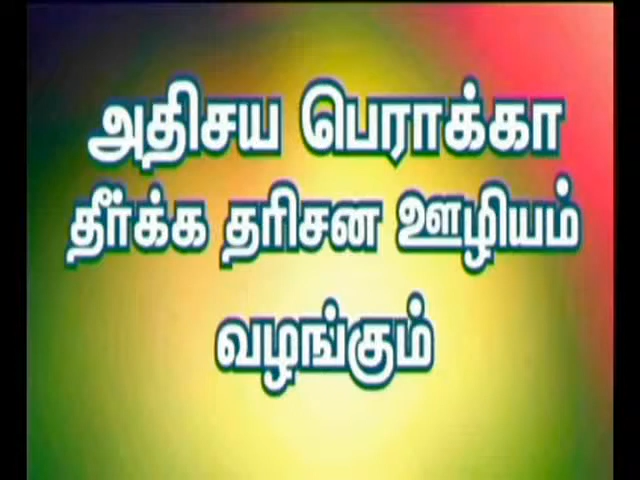 அதிசய பெராக்கா
தீர்க்க தரிசன ஊழியம்
வழங்கும்